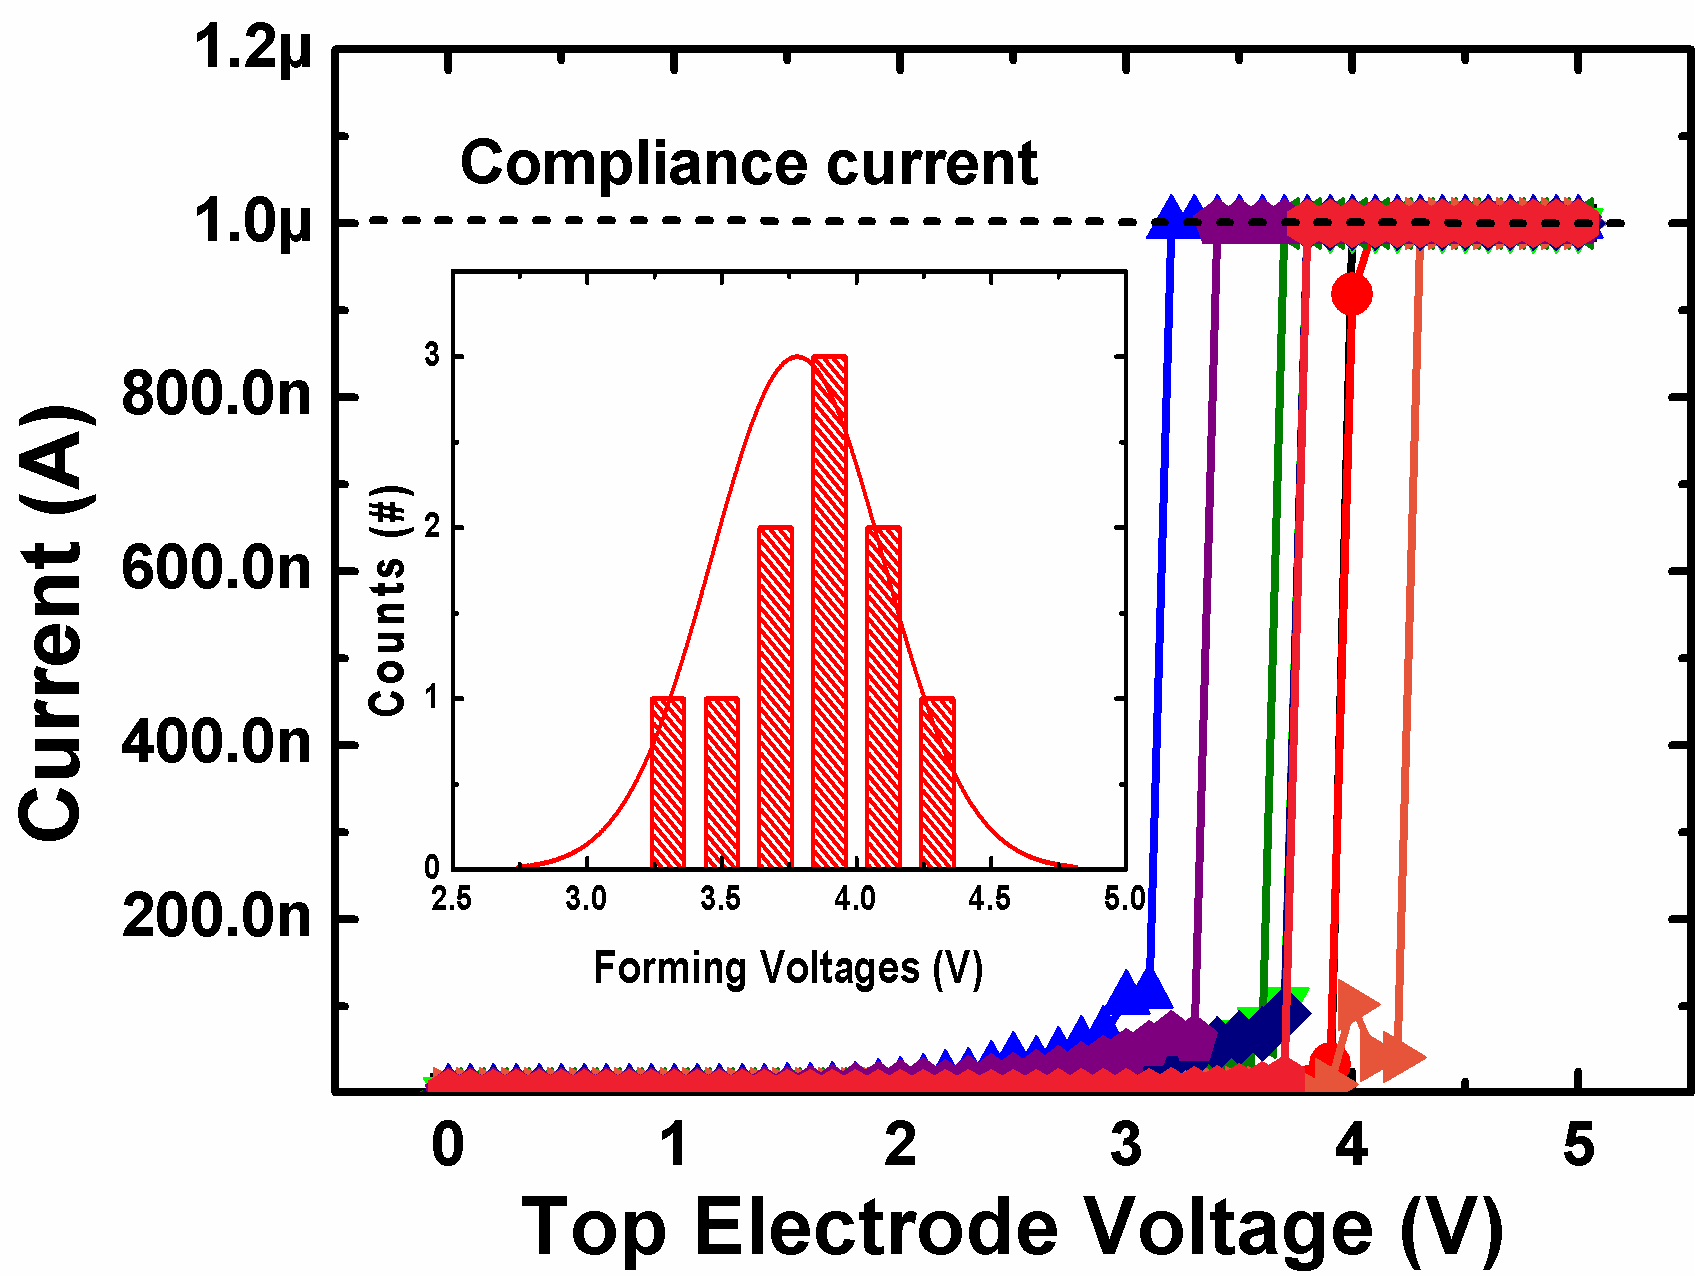 1.2µ
Compliance current
1.0µ
800.0n
600.0n
400.0n
200.0n
Current (A)
3
2
1
0
Counts (#)
2.5 3.0 3.5 4.0 4.5 5.0
Forming Voltages (V)
0 1 2 3 4 5
Top Electrode Voltage (V)